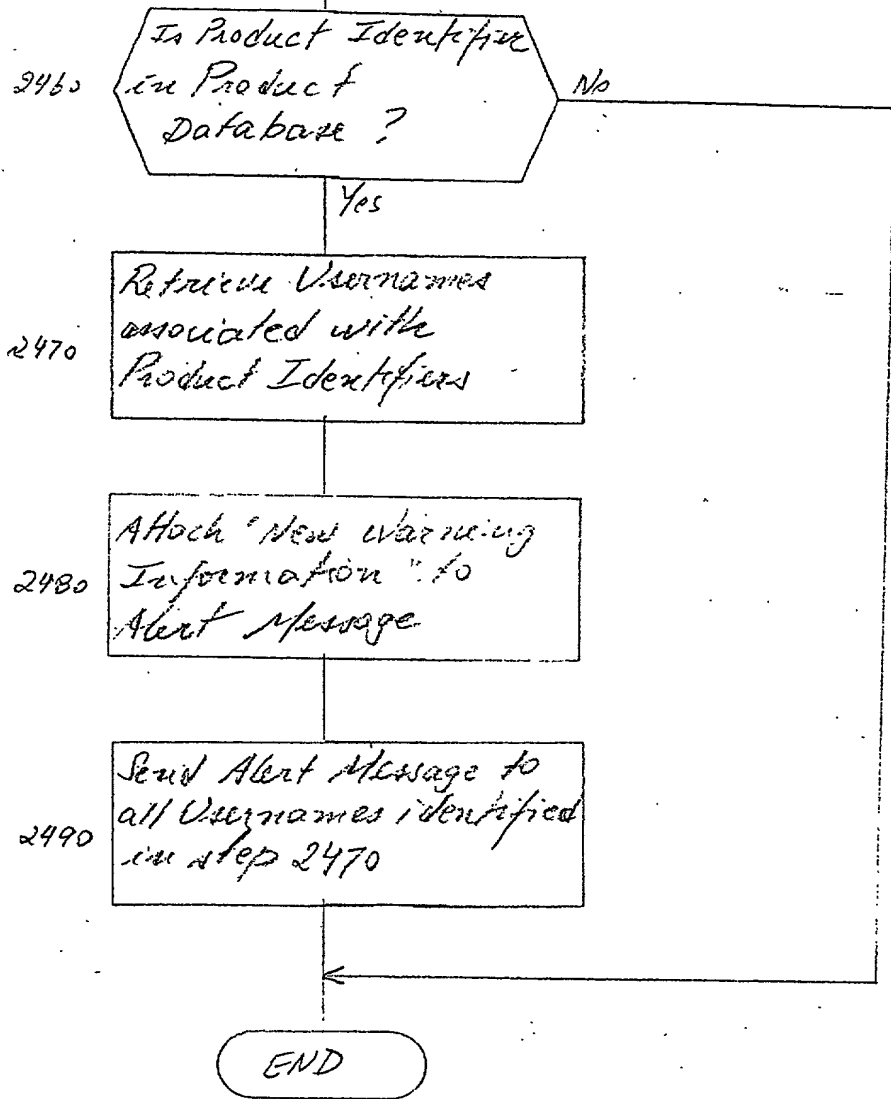 Is Product Identifier
2460
in Product
No
Database ?
Yes
Retrieve Usernames
associated with
2470
Product Identifiers
Attach "New Warning
Information" to
2480
Alert Message
Send Alert Message to
all Usernames identified
2490
in step 2470
END